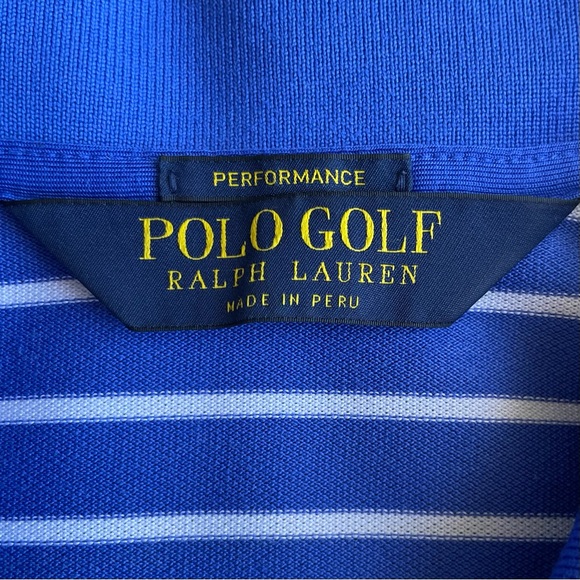 PERFORMANCE
POLO GOLF
RALPH LAUREN
MADE IN PERU